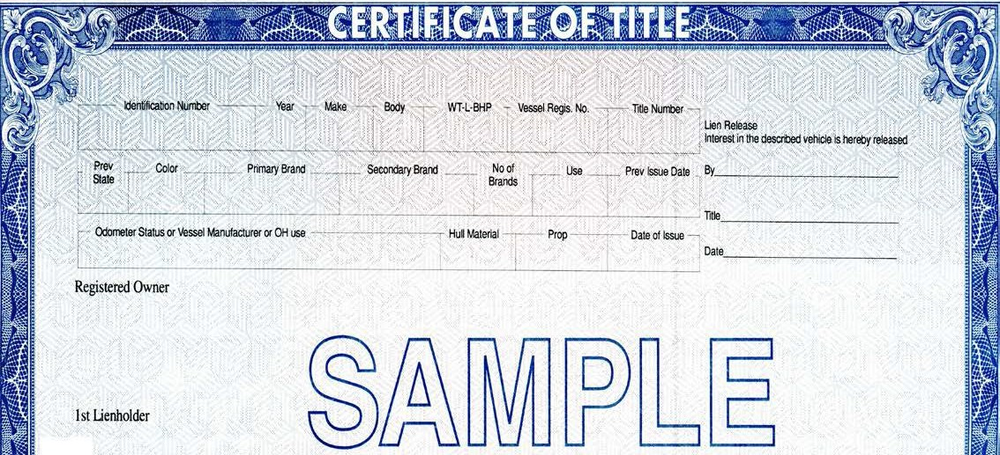 CERTIFICATE OF TITLE
Identification Number Year Make Body WT-L-BHP Vessel Regis. No. Title Number
Lien Release
Interest in the described vehicle is hereby released
Prev State Color Primary Brand Secondary Brand No of Brands Use Prev Issue Date
By
Title
Odometer Status or Vessel Manufacturer or OH use Hull Material Prop Date of Issue
Date
Registered Owner
SAMPLE
1st Lienholder